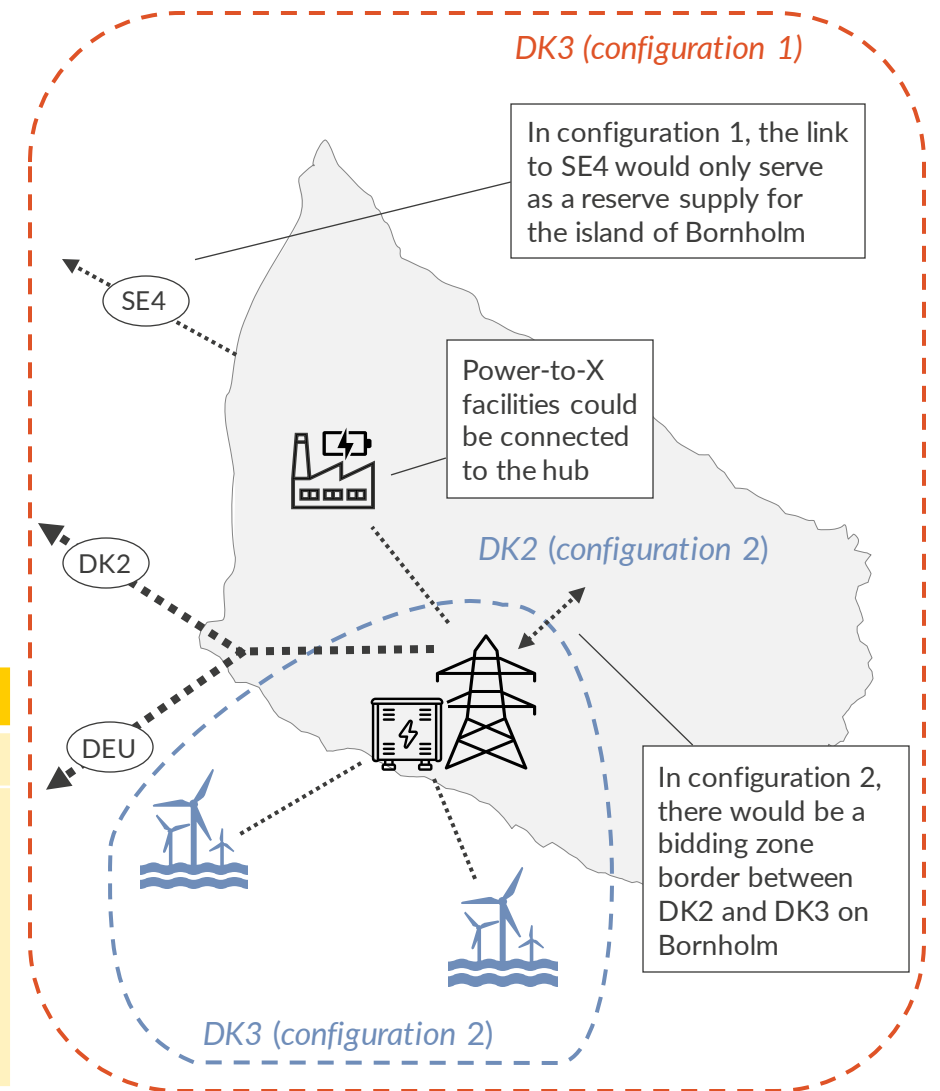 DK3 (configuration 1)
In configuration 1, the link
to SE4 would only serve
as a reserve supply for
the island of Bornholm
SE4
Power-to-X
facilities could
be connected
to the hub
DK2 (configuration 2)
DK2
DEU
In configuration 2,
there would be a
bidding zone
border between
DK2 and DK3 on
Bornholm
DK3 (configuration 2)